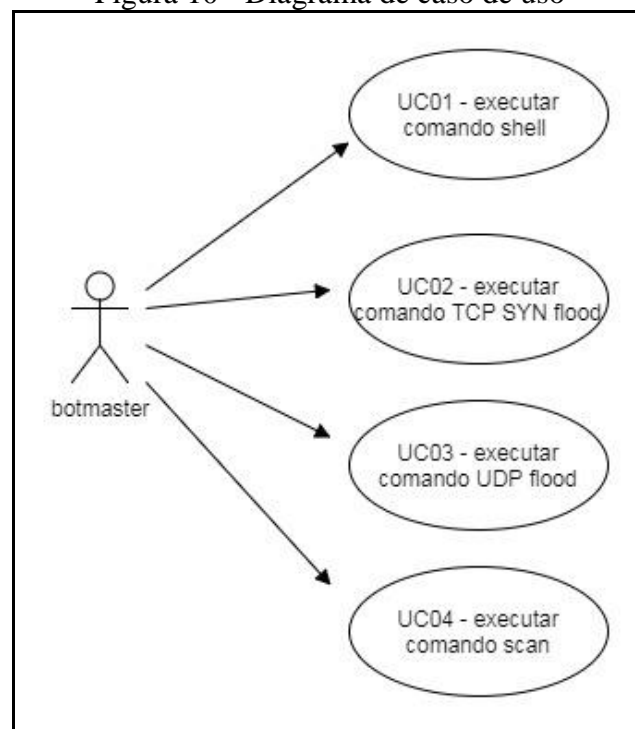 Figura 16 - Diagrama de caso de uso
UC01 - executar
comando shell
UC02 - executar
comando TCP SYN flood
botmaster
UC03 - executar
comando UDP flood
UC04 - executar
comando scan